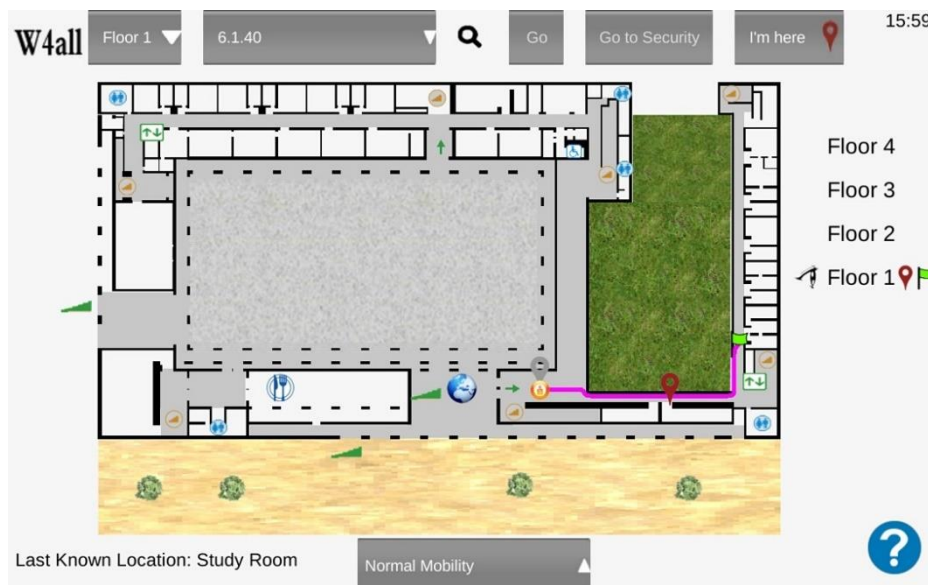 W4all
Floor 1
6.1.40
Go
Go to Security
I'm here
15:59
Floor 4
Floor 3
Floor 2
Floor 1
Last Known Location: Study Room
Normal Mobility
?